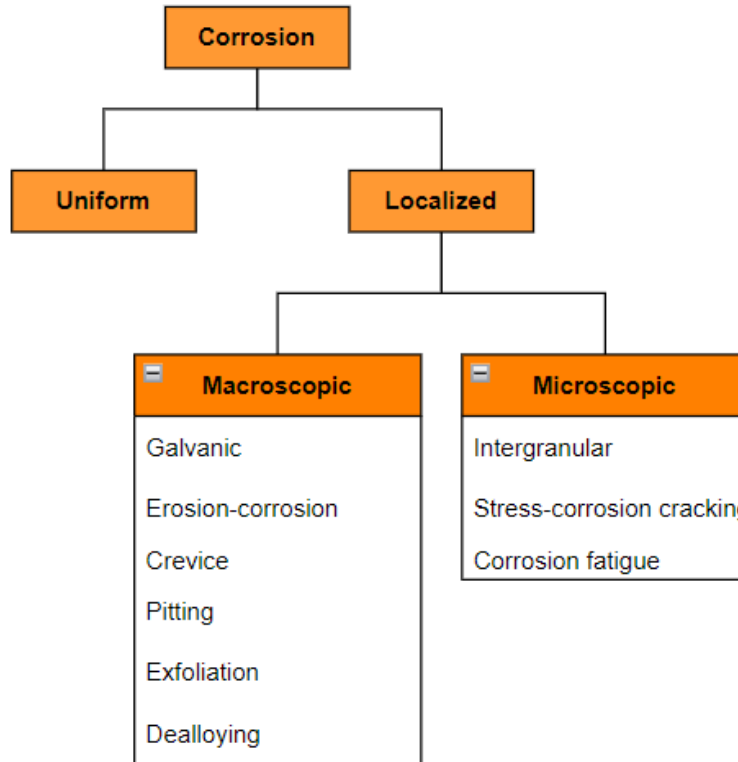 Corrosion
Uniform
Localized
Macroscopic
Galvanic
Erosion-corrosion
Crevice
Pitting
Exfoliation
Dealloying
Microscopic
Intergranular
Stress-corrosion cracking
Corrosion fatigue